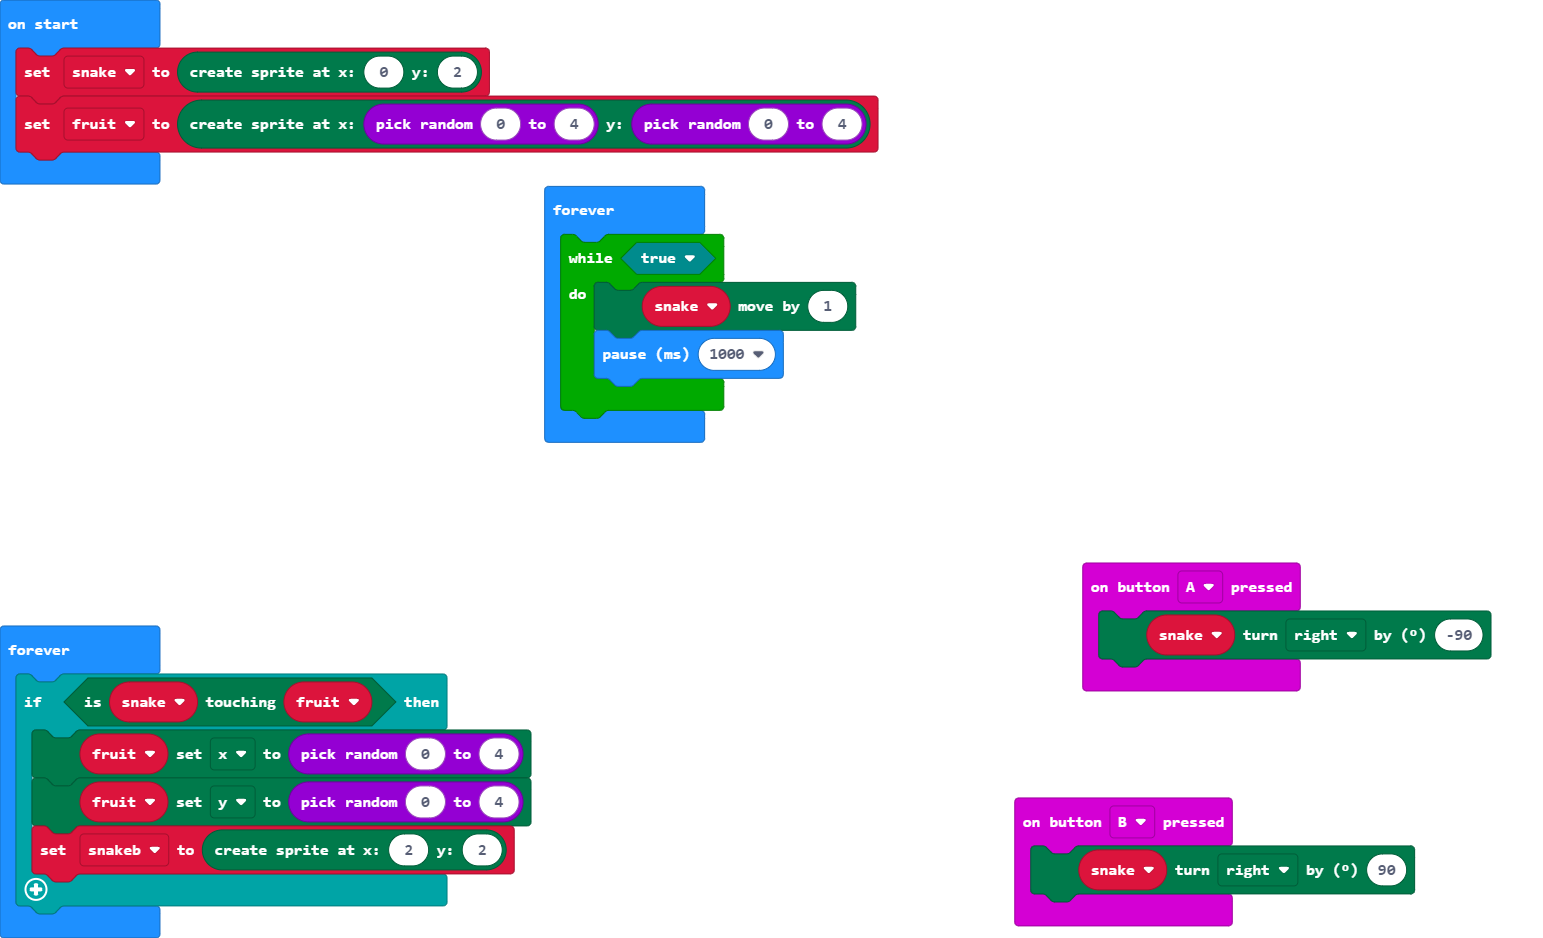 on start
set snake to create sprite at x: 0 y: 2
set fruit to create sprite at x: pick random 0 to 4 y: pick random 0 to 4
forever
while true
do snake move by 1
pause (ms) 1000
on button A pressed
snake turn right by (º) -90
forever
if is snake touching fruit then
fruit set x to pick random 0 to 4
fruit set y to pick random 0 to 4
set snakeb to create sprite at x: 2 y: 2
on button B pressed
snake turn right by (º) 90